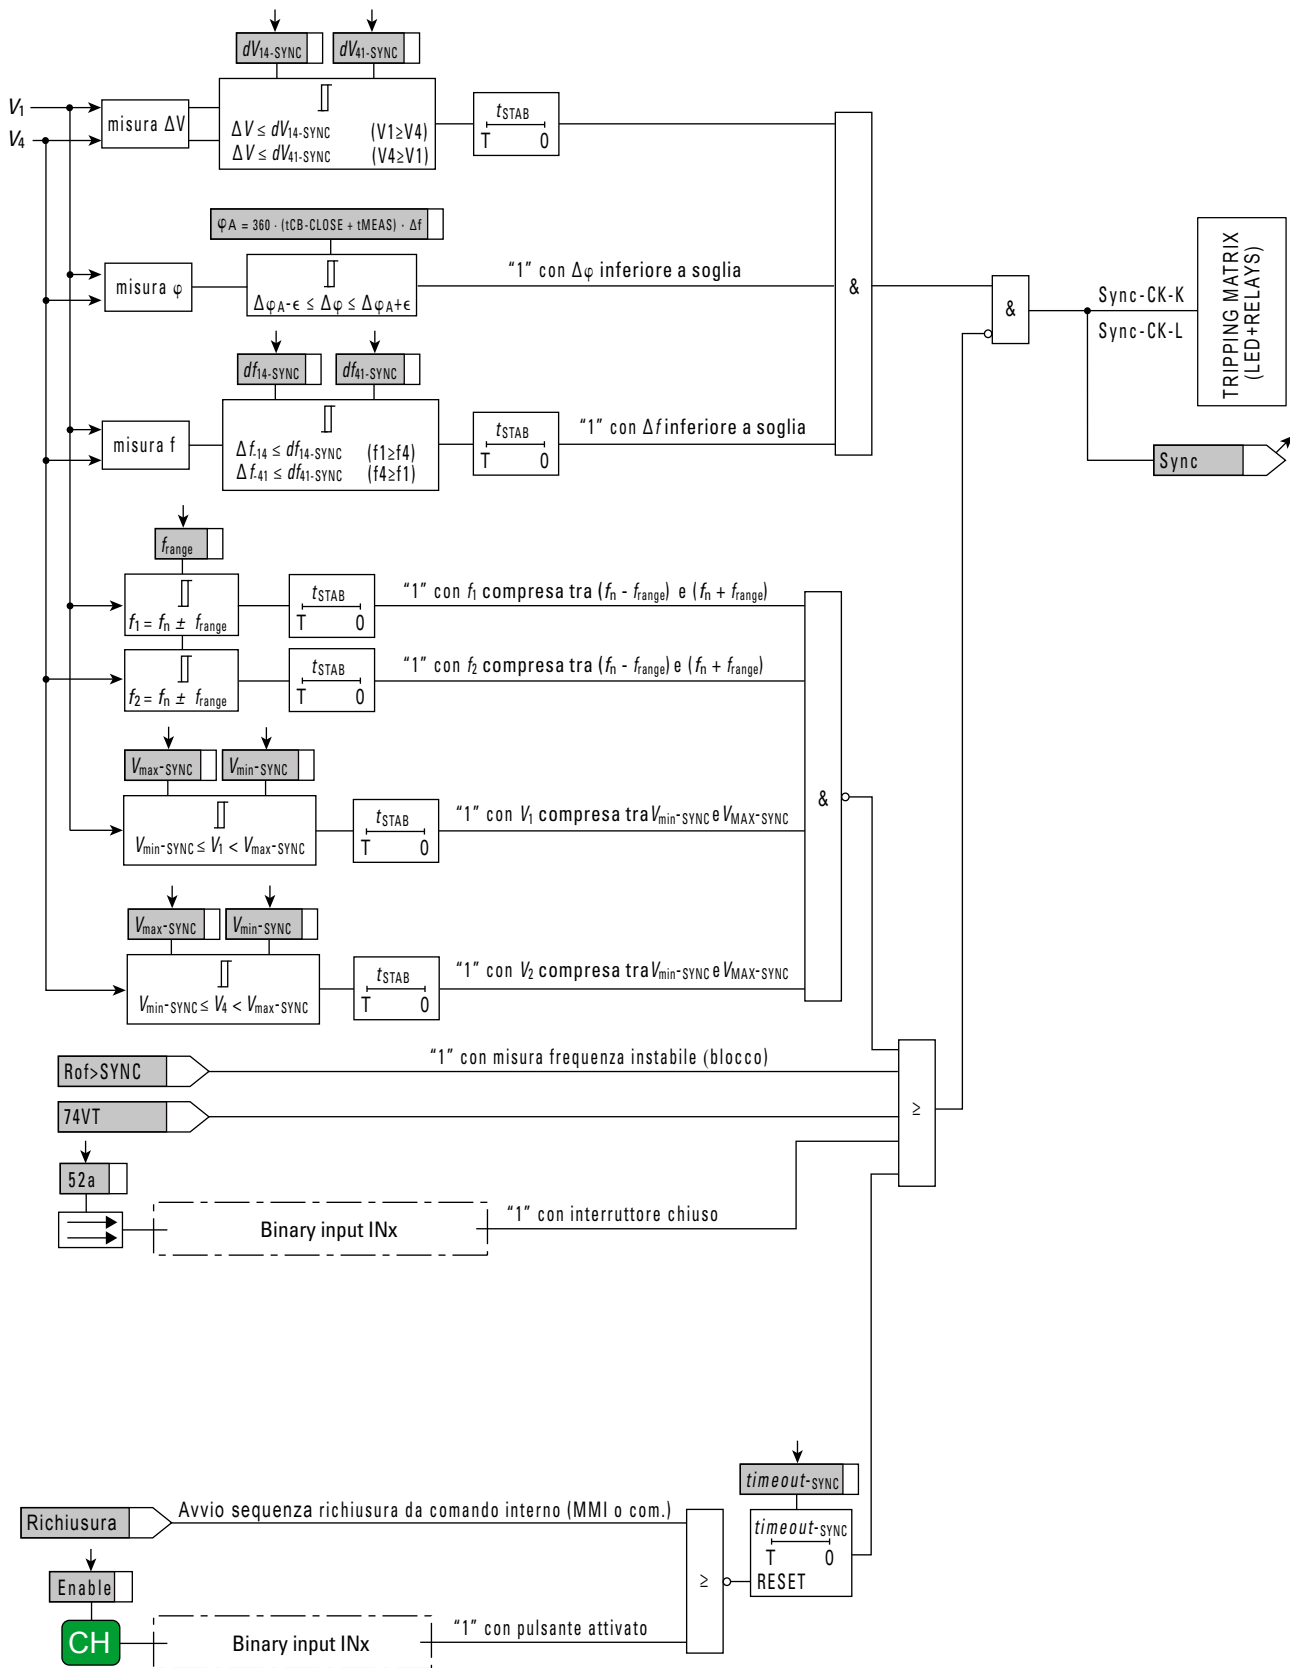 dV14-SYNC
dV41-SYNC
V1
V4
misura ΔV
ΔV ≤ dV14-SYNC (V1≥V4)
ΔV ≤ dV41-SYNC (V4≥V1)
tSTAB
T 0
φA = 360 · (tCB-CLOSE + tMEAS) · Δf
misura φ
ΔφA-ϵ ≤ Δφ ≤ ΔφA+ϵ
“1” con Δφ inferiore a soglia
&
&
Sync-CK-K
Sync-CK-L
TRIPPING MATRIX
(LED+RELAYS)
Sync
df14-SYNC
df41-SYNC
misura f
Δf-14 ≤ df14-SYNC (f1≥f4)
Δf-41 ≤ df41-SYNC (f4≥f1)
tSTAB
T 0
“1” con Δf inferiore a soglia
frange
f1 = fn ± frange
tSTAB
T 0
“1” con f1 compresa tra (fn - frange) e (fn + frange)
f2 = fn ± frange
tSTAB
T 0
“1” con f2 compresa tra (fn - frange) e (fn + frange)
Vmax-SYNC
Vmin-SYNC
Vmin-SYNC ≤ V1 < Vmax-SYNC
tSTAB
T 0
“1” con V1 compresa tra Vmin-SYNC e VMAX-SYNC
&
Vmax-SYNC
Vmin-SYNC
Vmin-SYNC ≤ V4 < Vmax-SYNC
tSTAB
T 0
“1” con V2 compresa tra Vmin-SYNC e VMAX-SYNC
Rof>SYNC
“1” con misura frequenza instabile (blocco)
74VT
≥
52a
Binary input INx
“1” con interruttore chiuso
timeout-SYNC
Richiusura
Avvio sequenza richiusura da comando interno (MMI o com.)
timeout-SYNC
T 0
RESET
≥
Enable
CH
Binary input INx
“1” con pulsante attivato